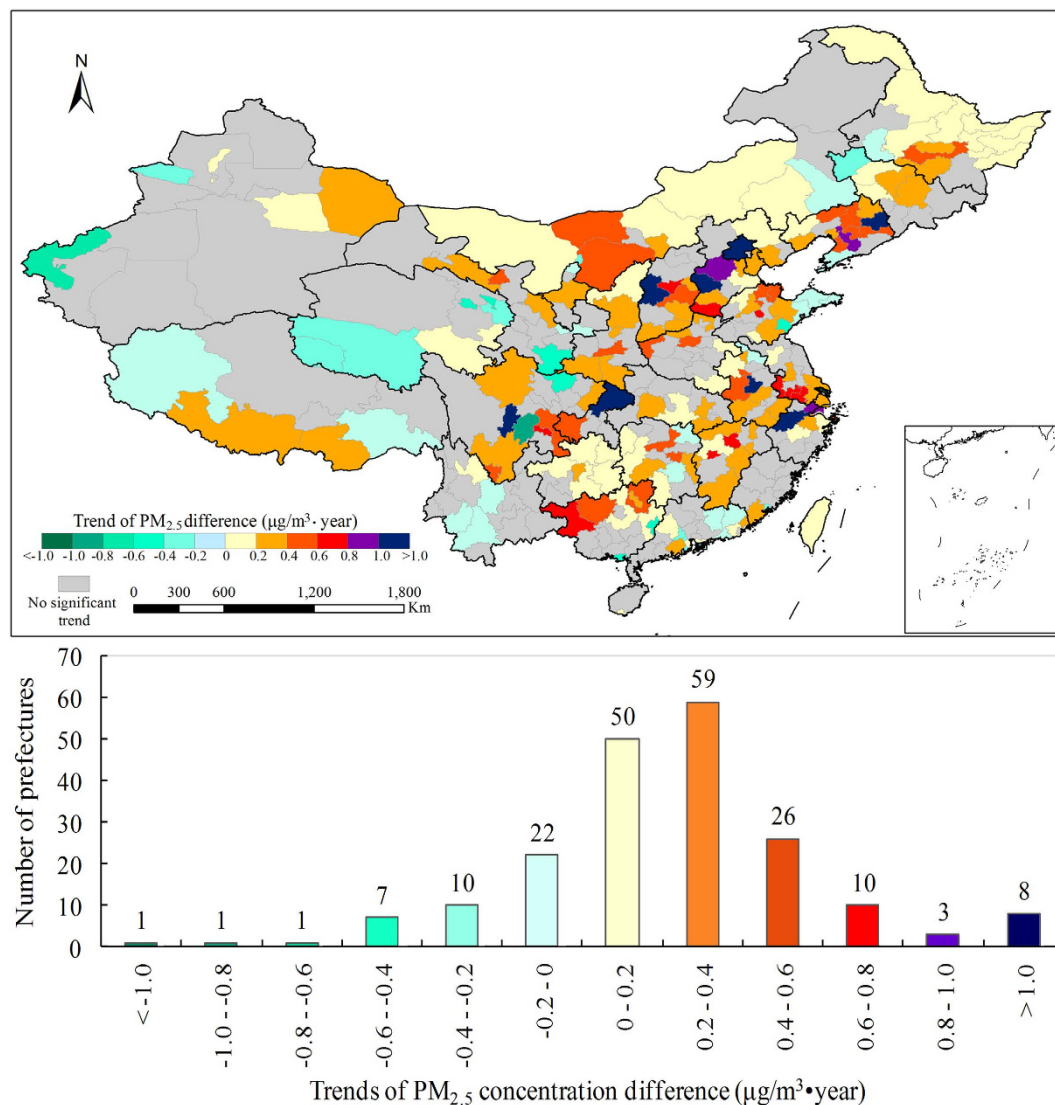 N
Trend of PM2.5 difference (μg/m³· year)
<-1.0 -0.8 -0.6 -0.4 -0.2 0 0.2 0.4 0.6 0.8 1.0 >1.0
No significant
trend
0 300 600 1,200 1,800
Km
70
60
50
40
30
20
10
0
Number of prefectures
1
1
1
7
10
22
50
59
26
10
3
8
< -1.0
-1.0 - -0.8
-0.8 - -0.6
-0.6 - -0.4
-0.4 - -0.2
-0.2 - 0
0 - 0.2
0.2 - 0.4
0.4 - 0.6
0.6 - 0.8
0.8 - 1.0
> 1.0
Trends of PM2.5 concentration difference (μg/m³•year)